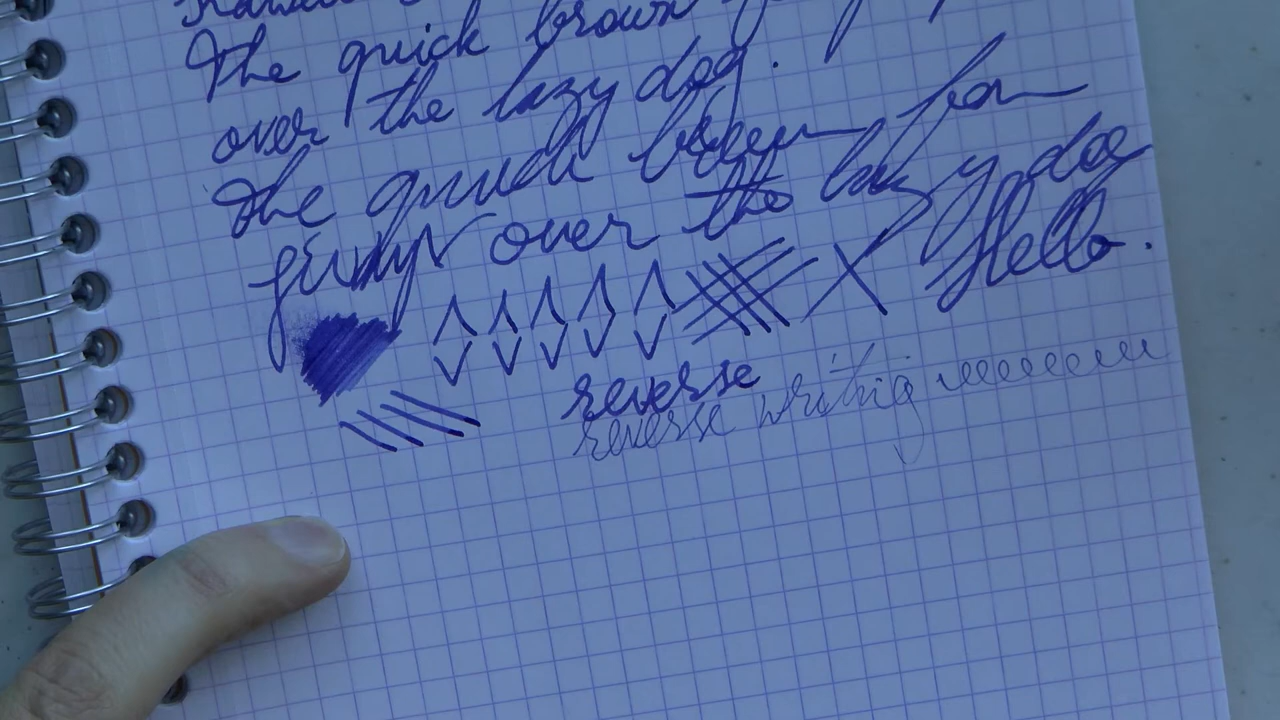 The quick brown
over the lazy dog.
The quick brown fox
jumps over the lazy dog
Hello.
reverse
reverse writing